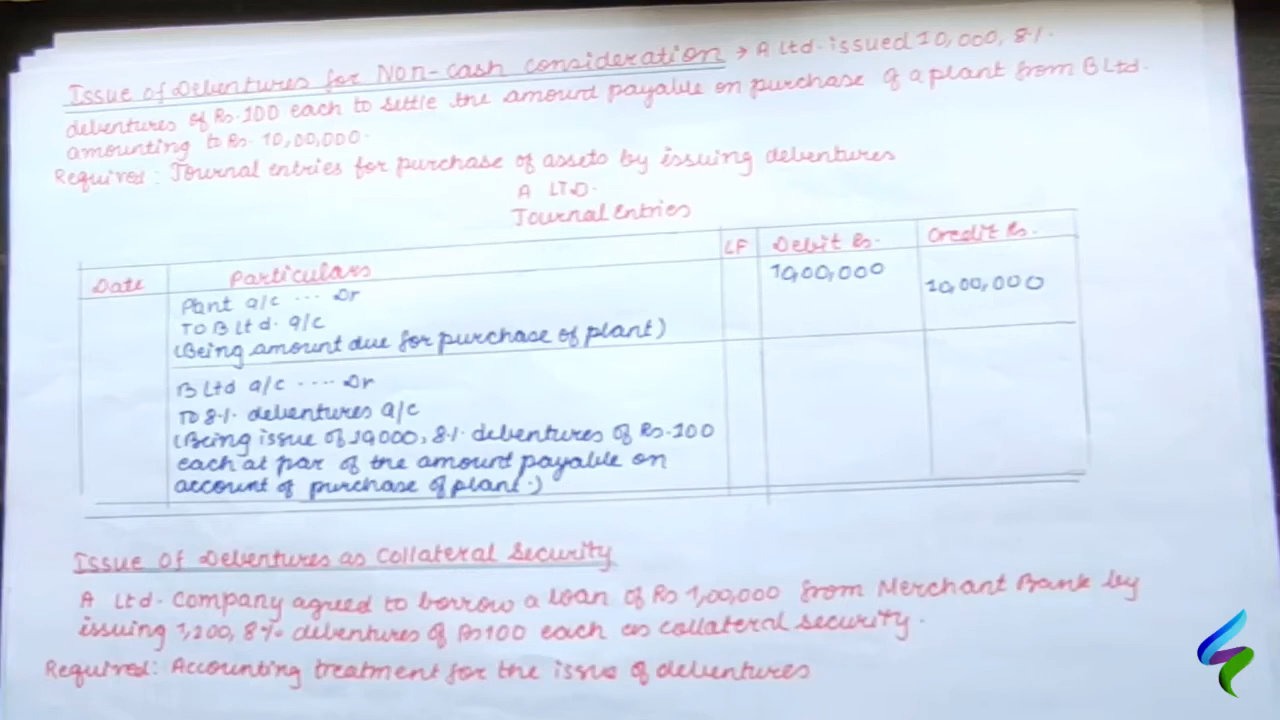 Issue of Debentures for Non-cash consideration → A Ltd. issued 10,000, 8%
debentures of Rs. 100 each to settle the amount payable on purchase of a plant from B Ltd.
amounting to Rs. 10,00,000.
Required: Journal entries for purchase of assets by issuing debentures
A LTD.
Journal Entries
Date Particulars LF Debit Rs. Credit Rs.
Plant a/c ... Dr 10,00,000
To B Ltd. a/c 10,00,000
(Being amount due for purchase of plant)
B Ltd a/c .... Dr
To 8% debentures a/c
(Being issue of 10,000, 8% debentures of Rs. 100
each at par of the amount payable on
account of purchase of plant.)
Issue of Debentures as Collateral Security
A Ltd. Company agreed to borrow a loan of Rs 1,00,000 from Merchant Bank by
issuing 1,200, 8% debentures of Rs 100 each as collateral security.
Required: Accounting treatment for the issue of debentures